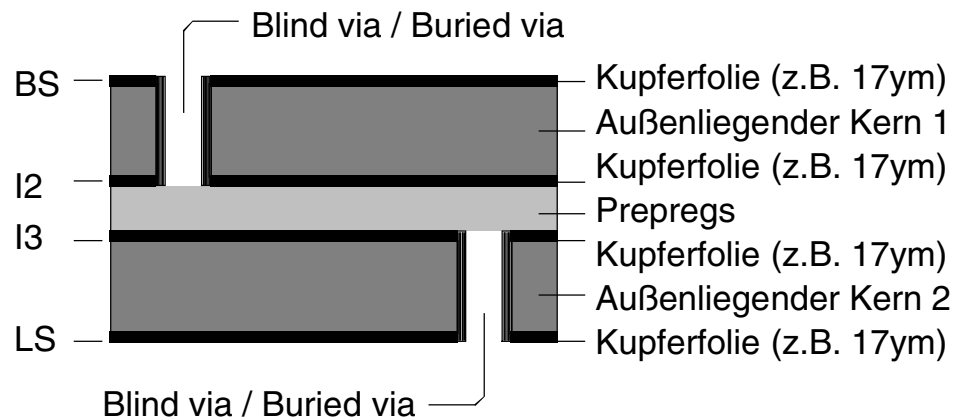 Blind via / Buried via
BS
Kupferfolie (z.B. 17ym)
Außenliegender Kern 1
I2
Kupferfolie (z.B. 17ym)
Prepregs
I3
Kupferfolie (z.B. 17ym)
Außenliegender Kern 2
LS
Kupferfolie (z.B. 17ym)
Blind via / Buried via